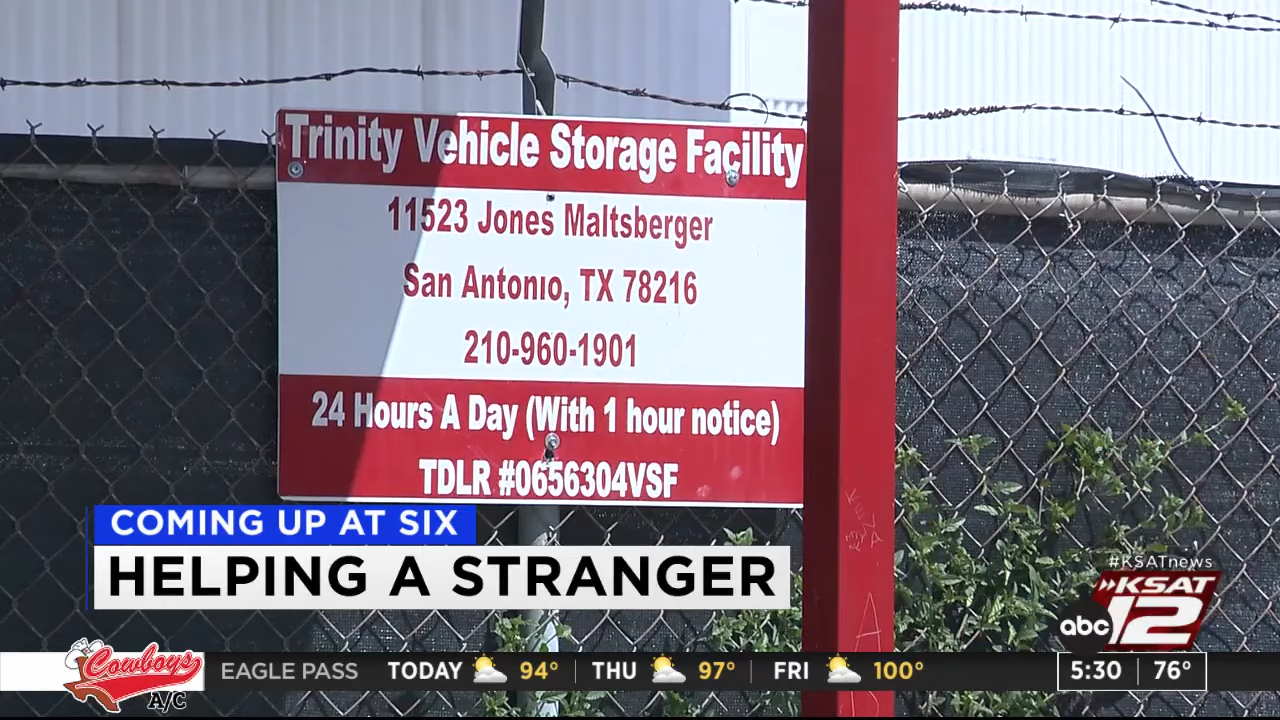 Trinity Vehicle Storage Facility
11523 Jones Maltsberger
San Antonio, TX 78216
210-960-1901
24 Hours A Day (With 1 hour notice)
TDLR #0656304VSF
COMING UP AT SIX
HELPING A STRANGER
#KSATnews
KSAT
abc 12
Cowboys
A/C
EAGLE PASS TODAY 94° THU 97° FRI 100° 5:30 76°